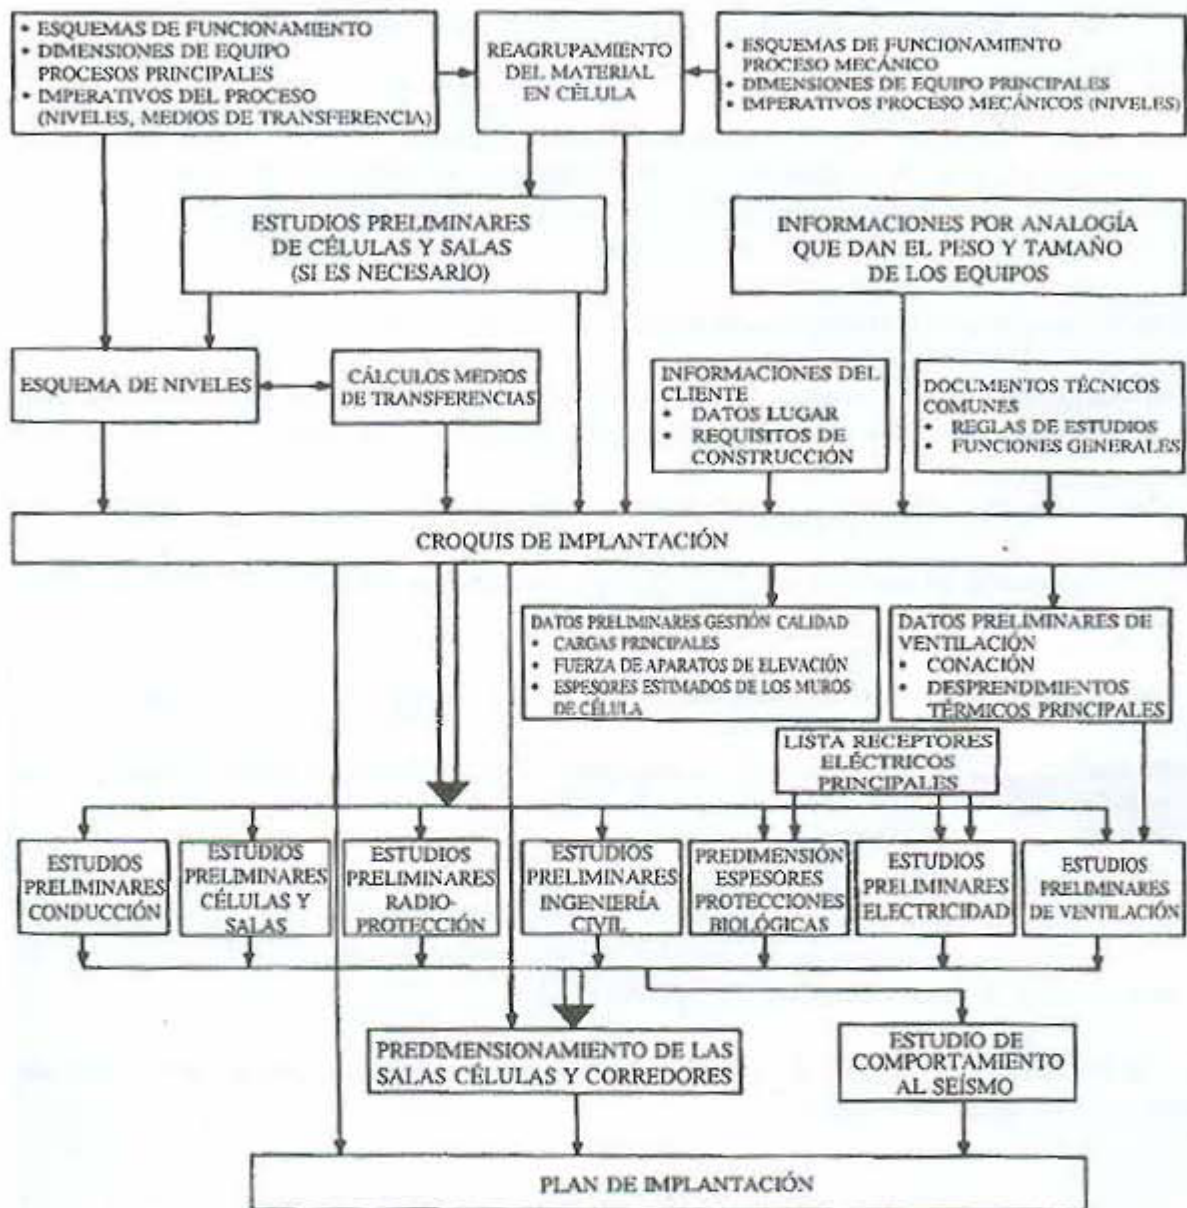 • ESQUEMAS DE FUNCIONAMIENTO
• DIMENSIONES DE EQUIPO
PROCESOS PRINCIPALES
• IMPERATIVOS DEL PROCESO
(NIVELES, MEDIOS DE TRANSFERENCIA)
REAGRUPAMIENTO
DEL MATERIAL
EN CÉLULA
• ESQUEMAS DE FUNCIONAMIENTO
PROCESO MECÁNICO
• DIMENSIONES DE EQUIPO PRINCIPALES
• IMPERATIVOS PROCESO MECÁNICOS (NIVELES)
ESTUDIOS PRELIMINARES
DE CÉLULAS Y SALAS
(SI ES NECESARIO)
INFORMACIONES POR ANALOGÍA
QUE DAN EL PESO Y TAMAÑO
DE LOS EQUIPOS
ESQUEMA DE NIVELES
CÁLCULOS MEDIOS
DE TRANSFERENCIAS
INFORMACIONES DEL
CLIENTE
• DATOS LUGAR
• REQUISITOS DE
CONSTRUCCIÓN
DOCUMENTOS TÉCNICOS
COMUNES
• REGLAS DE ESTUDIOS
• FUNCIONES GENERALES
CROQUIS DE IMPLANTACIÓN
DATOS PRELIMINARES GESTIÓN CALIDAD
• CARGAS PRINCIPALES
• FUERZA DE APARATOS DE ELEVACIÓN
• ESPESORES ESTIMADOS DE LOS MUROS
DE CÉLULA
DATOS PRELIMINARES DE
VENTILACIÓN
• CONACIÓN
• DESPRENDIMIENTOS
TÉRMICOS PRINCIPALES
LISTA RECEPTORES
ELÉCTRICOS
PRINCIPALES
ESTUDIOS
PRELIMINARES
CONDUCCIÓN
ESTUDIOS
PRELIMINARES
CÉLULAS Y
SALAS
ESTUDIOS
PRELIMINARES
RADIO-
PROTECCIÓN
ESTUDIOS
PRELIMINARES
INGENIERÍA
CIVIL
PREDIMENSIÓN
ESPESORES
PROTECCIONES
BIOLÓGICAS
ESTUDIOS
PRELIMINARES
ELECTRICIDAD
ESTUDIOS
PRELIMINARES
DE VENTILACIÓN
PREDIMENSIONAMIENTO DE LAS
SALAS CÉLULAS Y CORREDORES
ESTUDIO DE
COMPORTAMIENTO
AL SEÍSMO
PLAN DE IMPLANTACIÓN